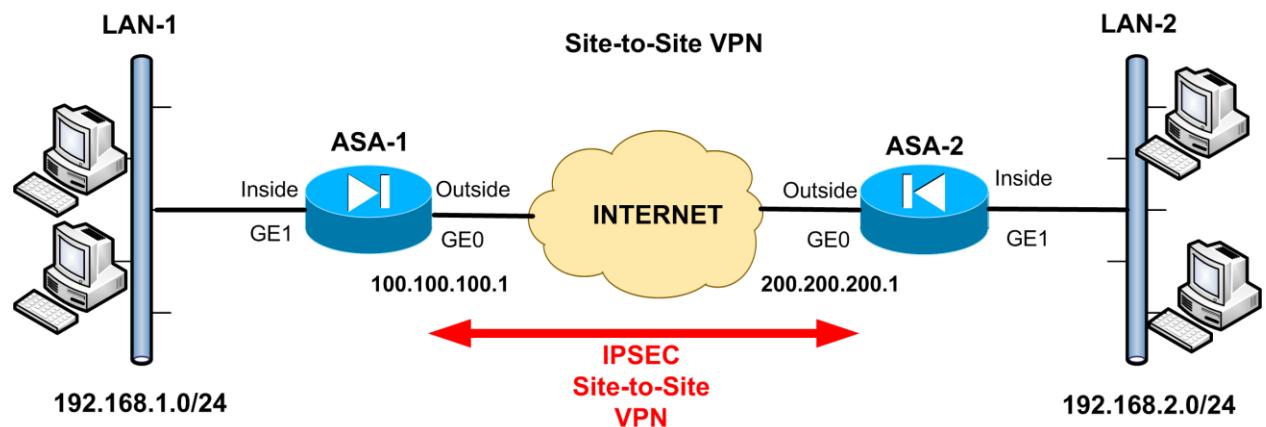 LAN-1
Site-to-Site VPN
LAN-2
ASA-1
ASA-2
Inside
Outside
INTERNET
Outside
Inside
GE1
GE0
GE0
GE1
100.100.100.1
200.200.200.1
IPSEC
Site-to-Site
VPN
192.168.1.0/24
192.168.2.0/24